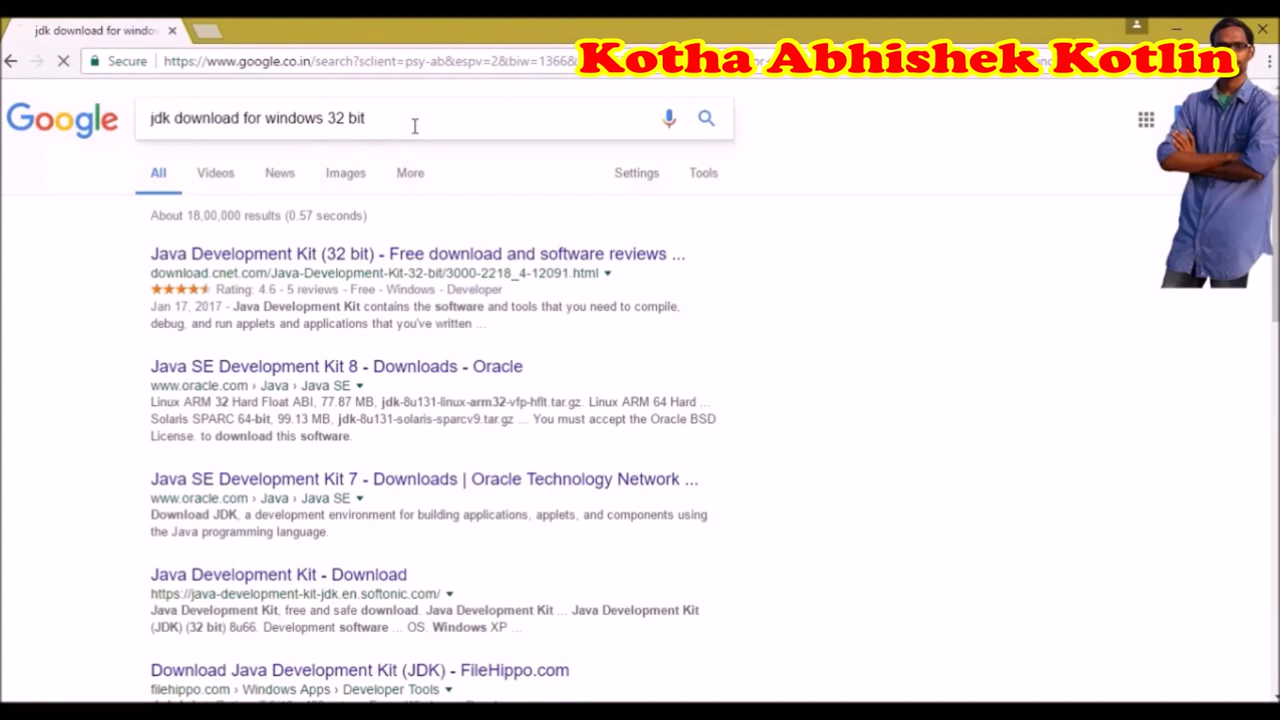 jdk download for windo
Secure
https://www.google.co.in/search?sclient=psy-ab&espv=2&biw=1366&
Kotha Abhishek Kotlin
Google
jdk download for windows 32 bit
All Videos News Images More Settings Tools
About 18,00,000 results (0.57 seconds)
Java Development Kit (32 bit) - Free download and software reviews ...
download.cnet.com/Java-Development-Kit-32-bit/3000-2218_4-12091.html
Rating: 4.6 - 5 reviews - Free - Windows - Developer
Jan 17, 2017 - Java Development Kit contains the software and tools that you need to compile,
debug, and run applets and applications that you've written ...
Java SE Development Kit 8 - Downloads - Oracle
www.oracle.com › Java › Java SE
Linux ARM 32 Hard Float ABI, 77.87 MB, jdk-8u131-linux-arm32-vfp-hflt.tar.gz. Linux ARM 64 Hard ...
Solaris SPARC 64-bit, 99.13 MB, jdk-8u131-solaris-sparcv9.tar.gz ... You must accept the Oracle BSD
License. to download this software.
Java SE Development Kit 7 - Downloads | Oracle Technology Network ...
www.oracle.com › Java › Java SE
Download JDK, a development environment for building applications, applets, and components using
the Java programming language.
Java Development Kit - Download
https://java-development-kit-jdk.en.softonic.com/
Java Development Kit, free and safe download. Java Development Kit ... Java Development Kit
(JDK) (32 bit) 8u66. Development software ... OS. Windows XP ...
Download Java Development Kit (JDK) - FileHippo.com
filehippo.com › Windows Apps › Developer Tools